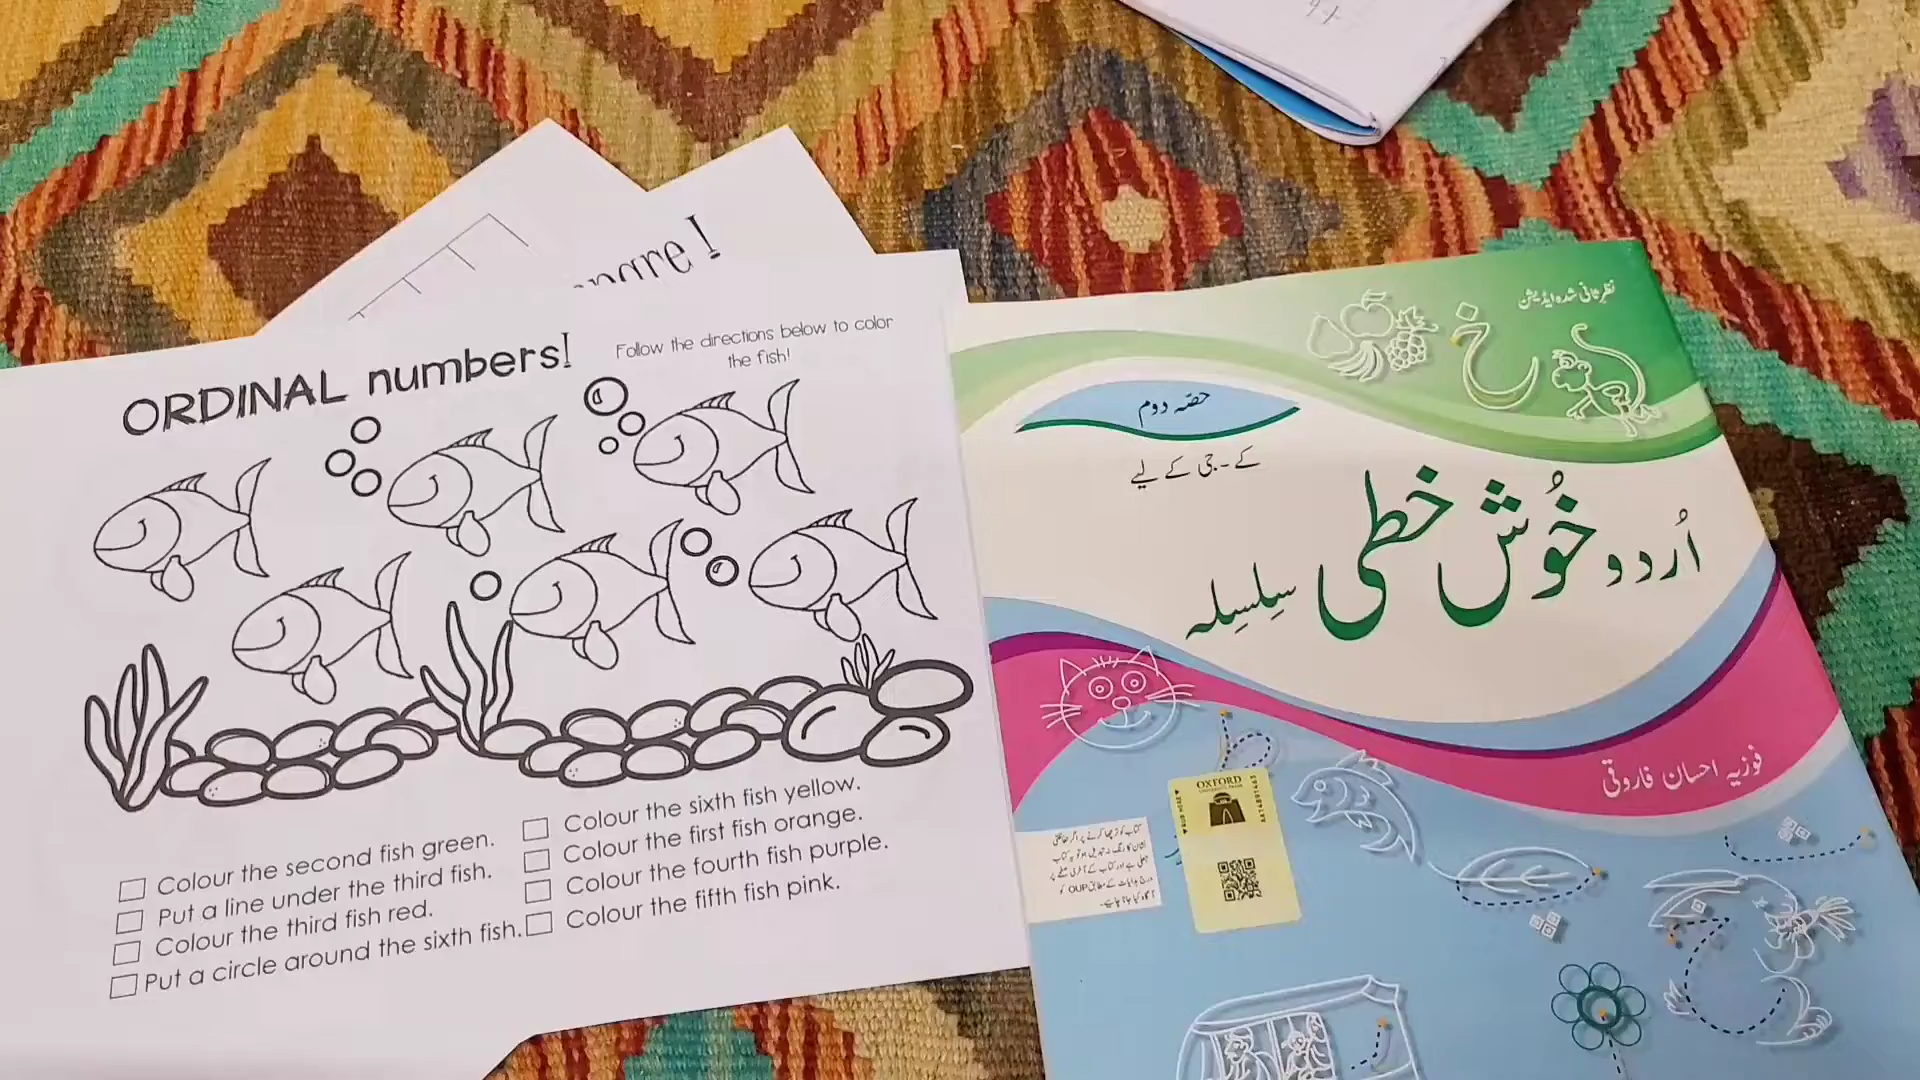 ORDINAL numbers!
Follow the directions below to color
the fish!
Colour the second fish green.
Put a line under the third fish.
Colour the third fish red.
Put a circle around the sixth fish.
Colour the sixth fish yellow.
Colour the first fish orange.
Colour the fourth fish purple.
Colour the fifth fish pink.
نظر ثانی شدہ ایڈیشن
خ
حصّہ دوم
کے - جی کے لیے
اُردو خُوش خطی سِلسِلہ
فوزیہ احسان فاروقی
OXFORD
UNIVERSITY PRESS